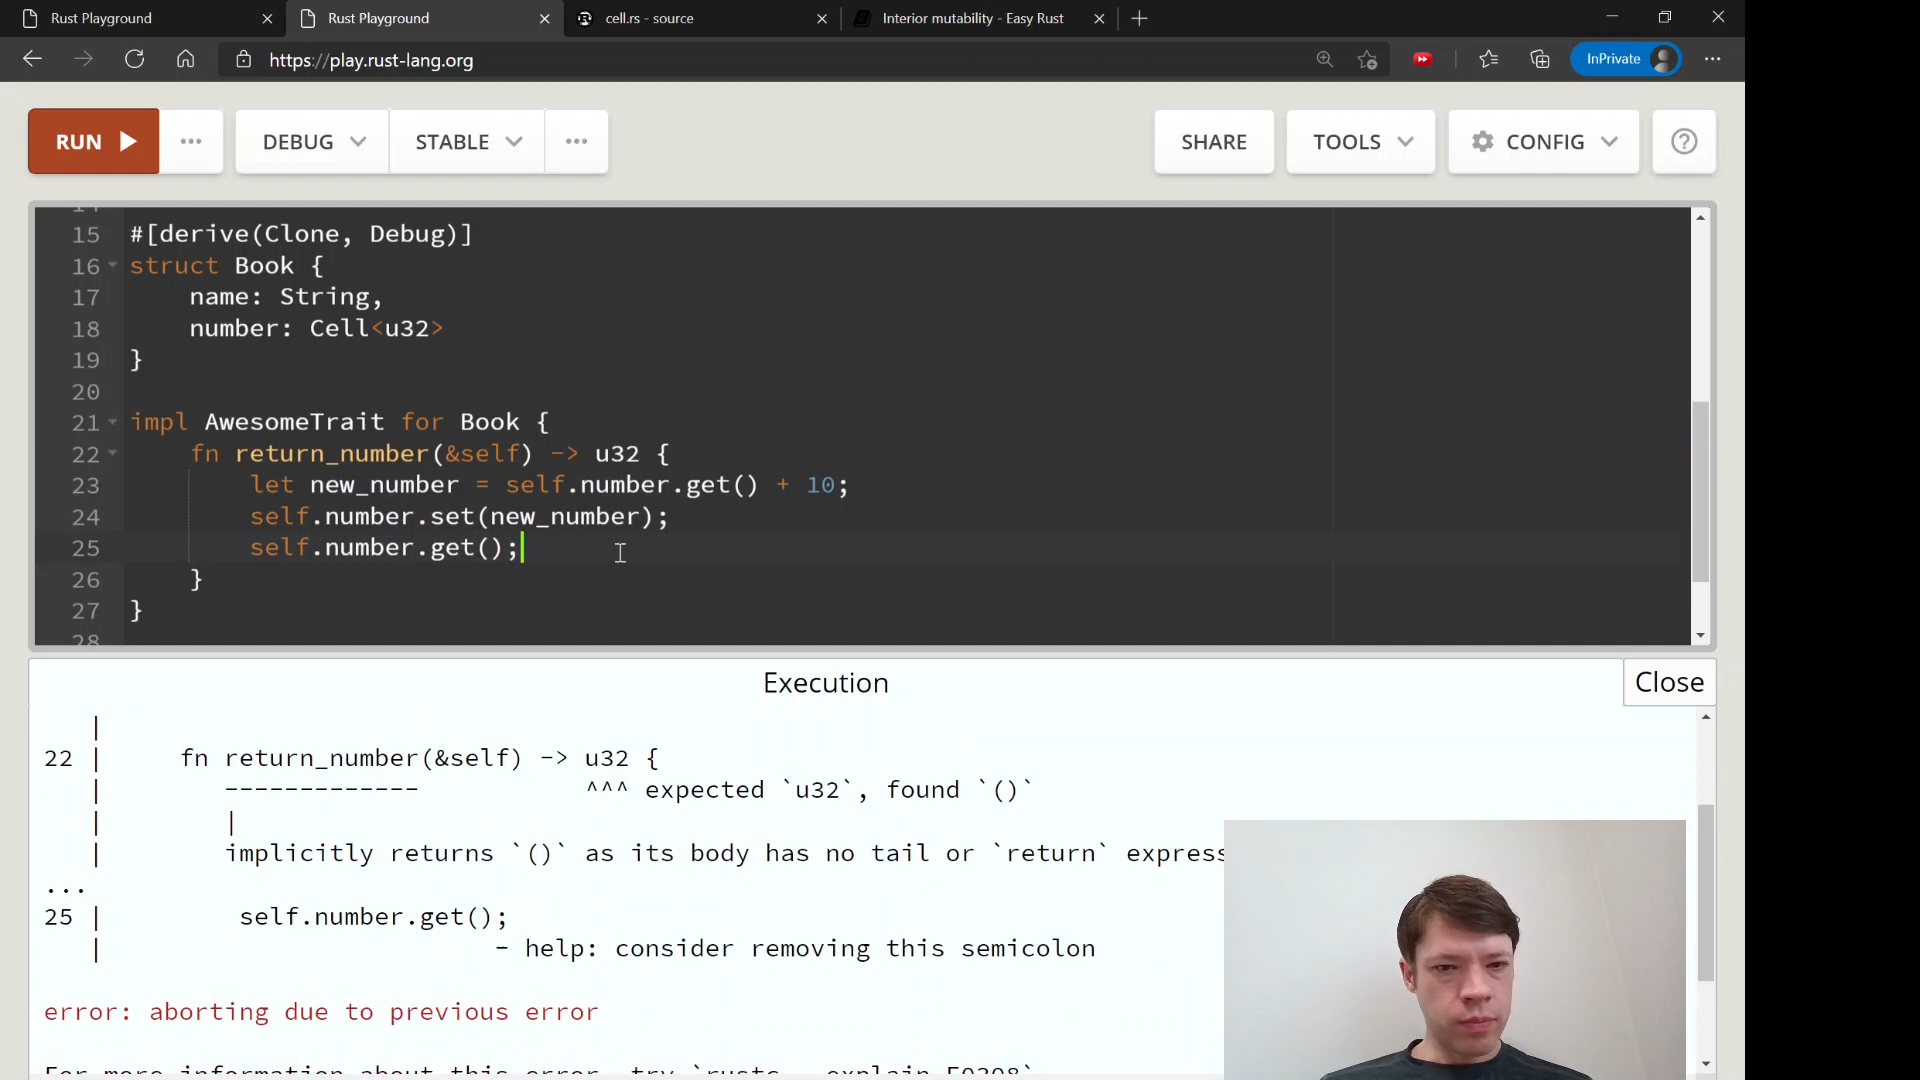 Rust Playground
Rust Playground
cell.rs - source
Interior mutability - Easy Rust
https://play.rust-lang.org
InPrivate
RUN
DEBUG
STABLE
SHARE
TOOLS
CONFIG
14
15 #[derive(Clone, Debug)]
16 struct Book {
17 name: String,
18 number: Cell<u32>
19 }
20
21 impl AwesomeTrait for Book {
22 fn return_number(&self) -> u32 {
23 let new_number = self.number.get() + 10;
24 self.number.set(new_number);
25 self.number.get();
26 }
27 }
28
Execution
Close
|
22 | fn return_number(&self) -> u32 {
| ------------- ^^^ expected `u32`, found `()`
| |
| implicitly returns `()` as its body has no tail or `return` express
...
25 | self.number.get();
| - help: consider removing this semicolon
error: aborting due to previous error
For more information about this error, try `rustc --explain E0308`